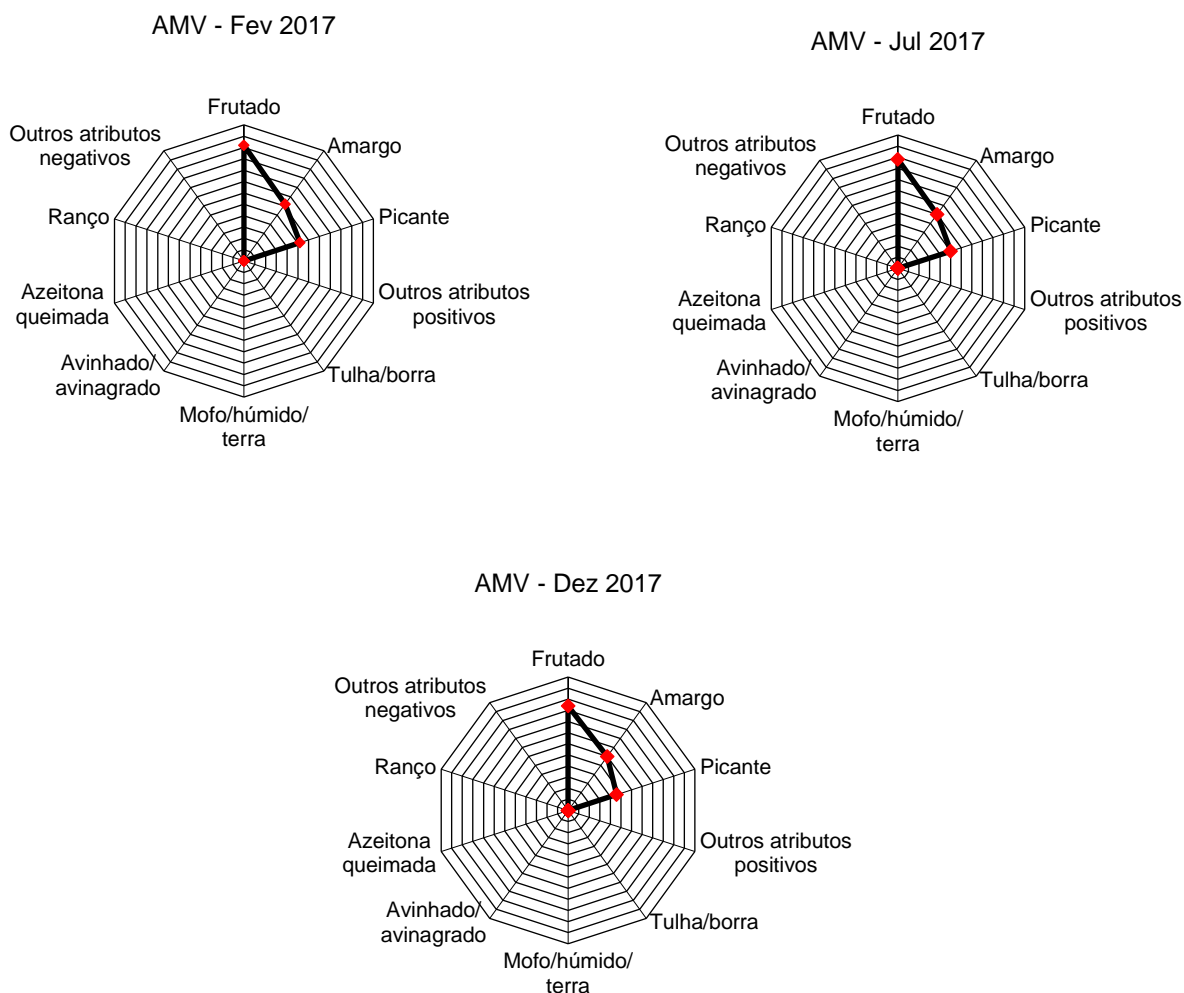 AMV - Fev 2017
Frutado
Outros atributos
negativos
Amargo
Ranço
Picante
Azeitona
queimada
Outros atributos
positivos
Avinhado/
avinagrado
Tulha/borra
Mofo/húmido/
terra
AMV - Jul 2017
Frutado
Outros atributos
negativos
Amargo
Ranço
Picante
Azeitona
queimada
Outros atributos
positivos
Avinhado/
avinagrado
Tulha/borra
Mofo/húmido/
terra
AMV - Dez 2017
Frutado
Outros atributos
negativos
Amargo
Ranço
Picante
Azeitona
queimada
Outros atributos
positivos
Avinhado/
avinagrado
Tulha/borra
Mofo/húmido/
terra